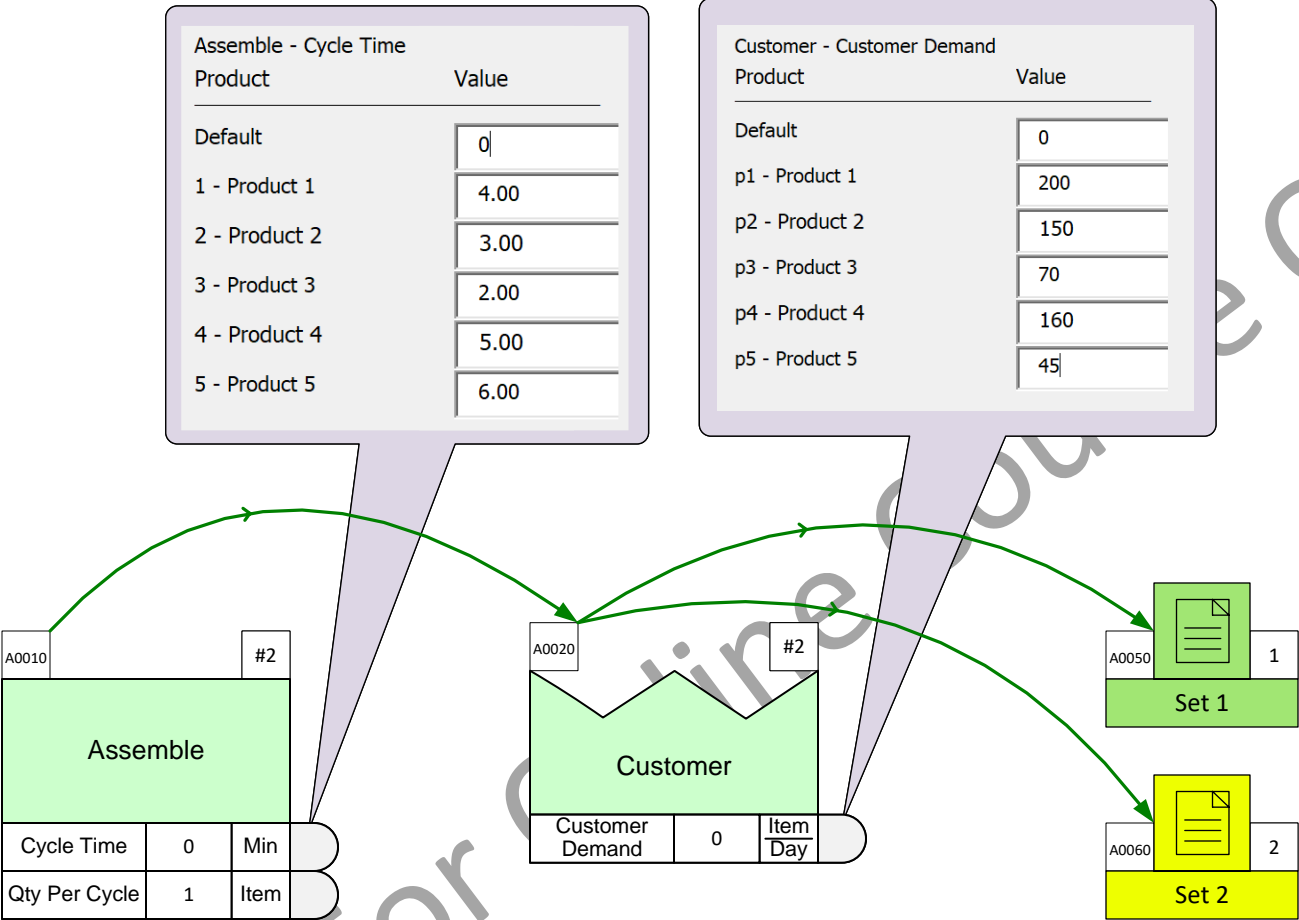 Assemble - Cycle Time
Product Value
Default 0
1 - Product 1 4.00
2 - Product 2 3.00
3 - Product 3 2.00
4 - Product 4 5.00
5 - Product 5 6.00
Customer - Customer Demand
Product Value
Default 0
p1 - Product 1 200
p2 - Product 2 150
p3 - Product 3 70
p4 - Product 4 160
p5 - Product 5 45
A0010 #2
Assemble
Cycle Time 0 Min
Qty Per Cycle 1 Item
A0020 #2
Customer
Customer Demand 0 Item
Day
A0050 1
Set 1
A0060 2
Set 2